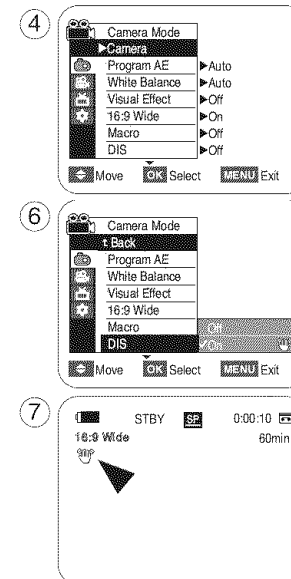 4
Camera Mode
▶Camera
Program AE ▶Auto
White Balance ▶Auto
Visual Effect ▶Off
16:9 Wide ▶On
Macro ▶Off
DIS ▶Off
Move OK Select MENU Exit
6
Camera Mode
t Back
Program AE
White Balance
Visual Effect
16:9 Wide
Macro Off
DIS ✓On
Move OK Select MENU Exit
7
STBY SP 0:00:10
16:9 Wide 60min